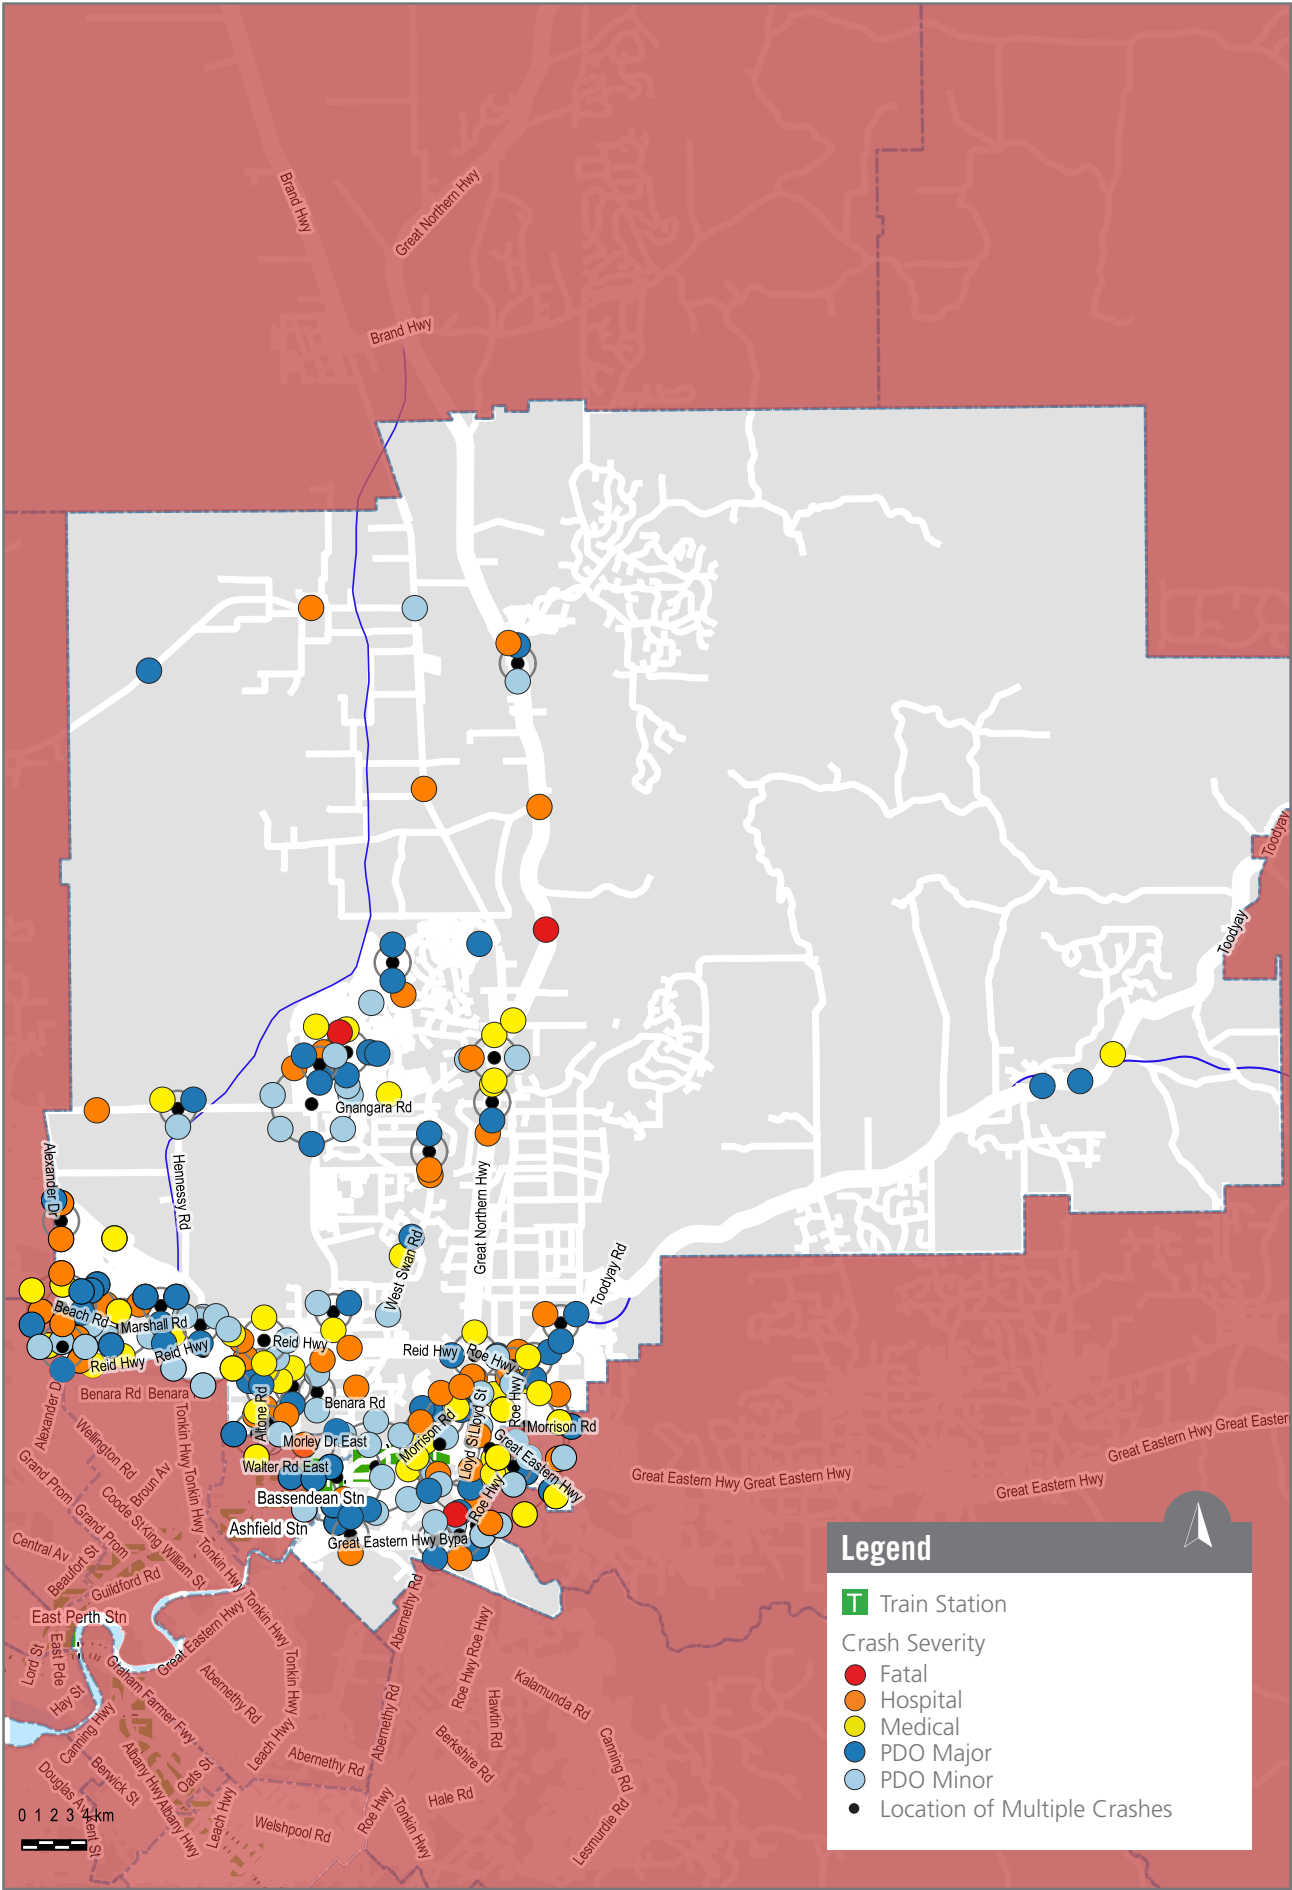 Brand Hwy
Great Northern Hwy
Brand Hwy
Toodyay
Toodyay
Gnangara Rd
Alexander Dr
Hennessy Rd
Great Northern Hwy
West Swan Rd
Toodyay Rd
Beach Rd
Marshall Rd
Reid Hwy
Reid Hwy
Reid Hwy
Reid Hwy
Roe Hwy
Benara Rd
Benara
Altone Rd
Benara Rd
Lloyd St
Roe Hwy
Morrison Rd
Morrison Rd
Morley Dr East
Walter Rd East
Lloyd St
Great Eastern Hwy
Roe Hwy
Bassendean Stn
Ashfield Stn
Great Eastern Hwy Bypa
Great Eastern Hwy
Great Eastern Hwy
Great Eastern Hwy
Great Eastern Hwy
Great Easter
Alexander D
Wellington Rd
Tonkin Hwy
Tonkin Hwy
Grand Prom
Broun Av
Coode St
Grand Prom
King William St
Central Av
Beaufort St
Guildford Rd
Tonkin Hwy
Tonkin Hwy
Tonkin Hwy
East Perth Stn
Lord St
East Pde
Great Eastern Hwy
Abernethy Rd
Abernethy Rd
Hay St
Graham Farmer Fwy
Canning Hwy
Albany Hwy
Albany Hwy
Oats St
Leach Hwy
Abernethy Rd
Abernethy Rd
Berwick St
Douglas Av
Kent St
Leach Hwy
Welshpool Rd
Roe Hwy
Tonkin Hwy
Roe Hwy
Roe Hwy
Hawtin Rd
Kalamunda Rd
Berkshire Rd
Hale Rd
Canning Rd
Lesmurdie Rd
0 1 2 3 4 km
Legend
T Train Station
Crash Severity
Fatal
Hospital
Medical
PDO Major
PDO Minor
Location of Multiple Crashes